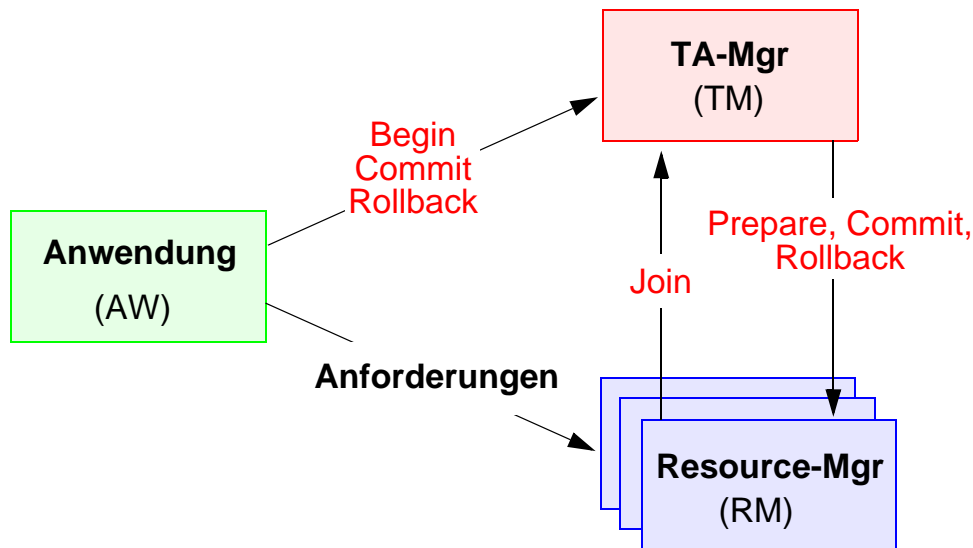 TA-Mgr
(TM)
Begin
Commit
Rollback
Anwendung
(AW)
Prepare, Commit,
Rollback
Join
Anforderungen
Resource-Mgr
(RM)